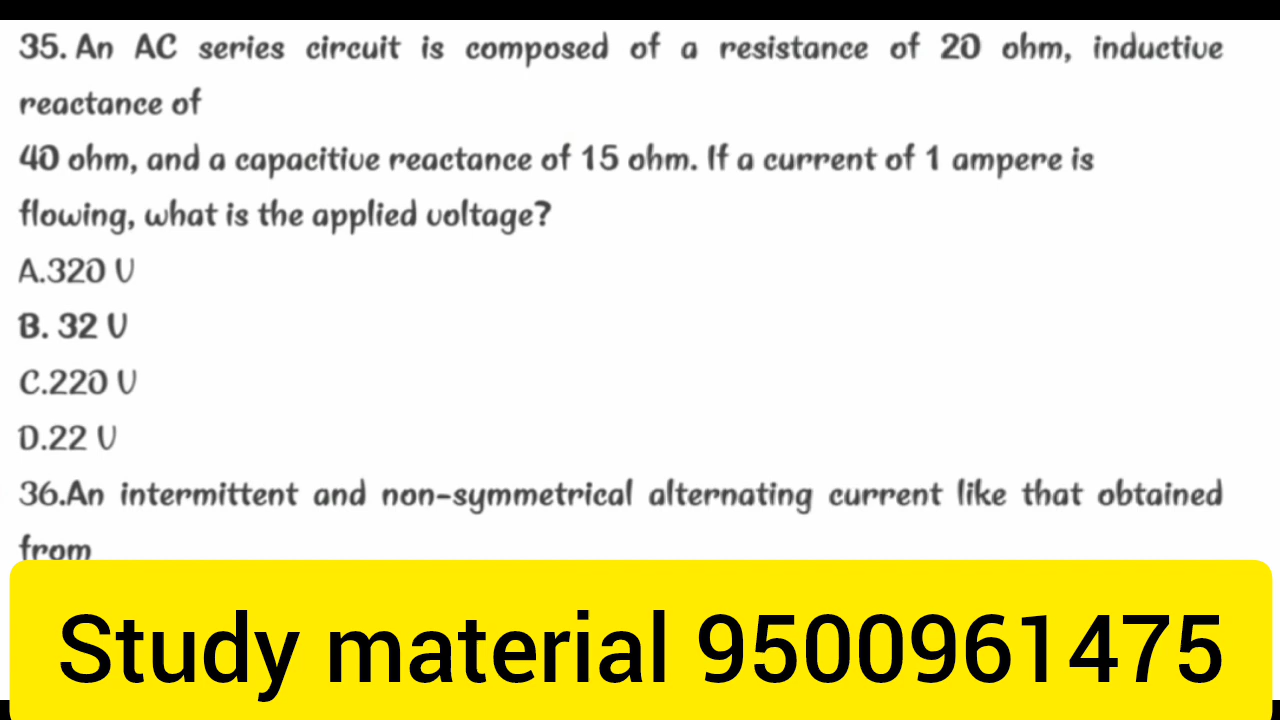 35. An AC series circuit is composed of a resistance of 20 ohm, inductive
reactance of
40 ohm, and a capacitive reactance of 15 ohm. If a current of 1 ampere is
flowing, what is the applied voltage?
A.320 V
B. 32 V
C.220 V
D.22 V
36.An intermittent and non-symmetrical alternating current like that obtained
from
Study material 9500961475